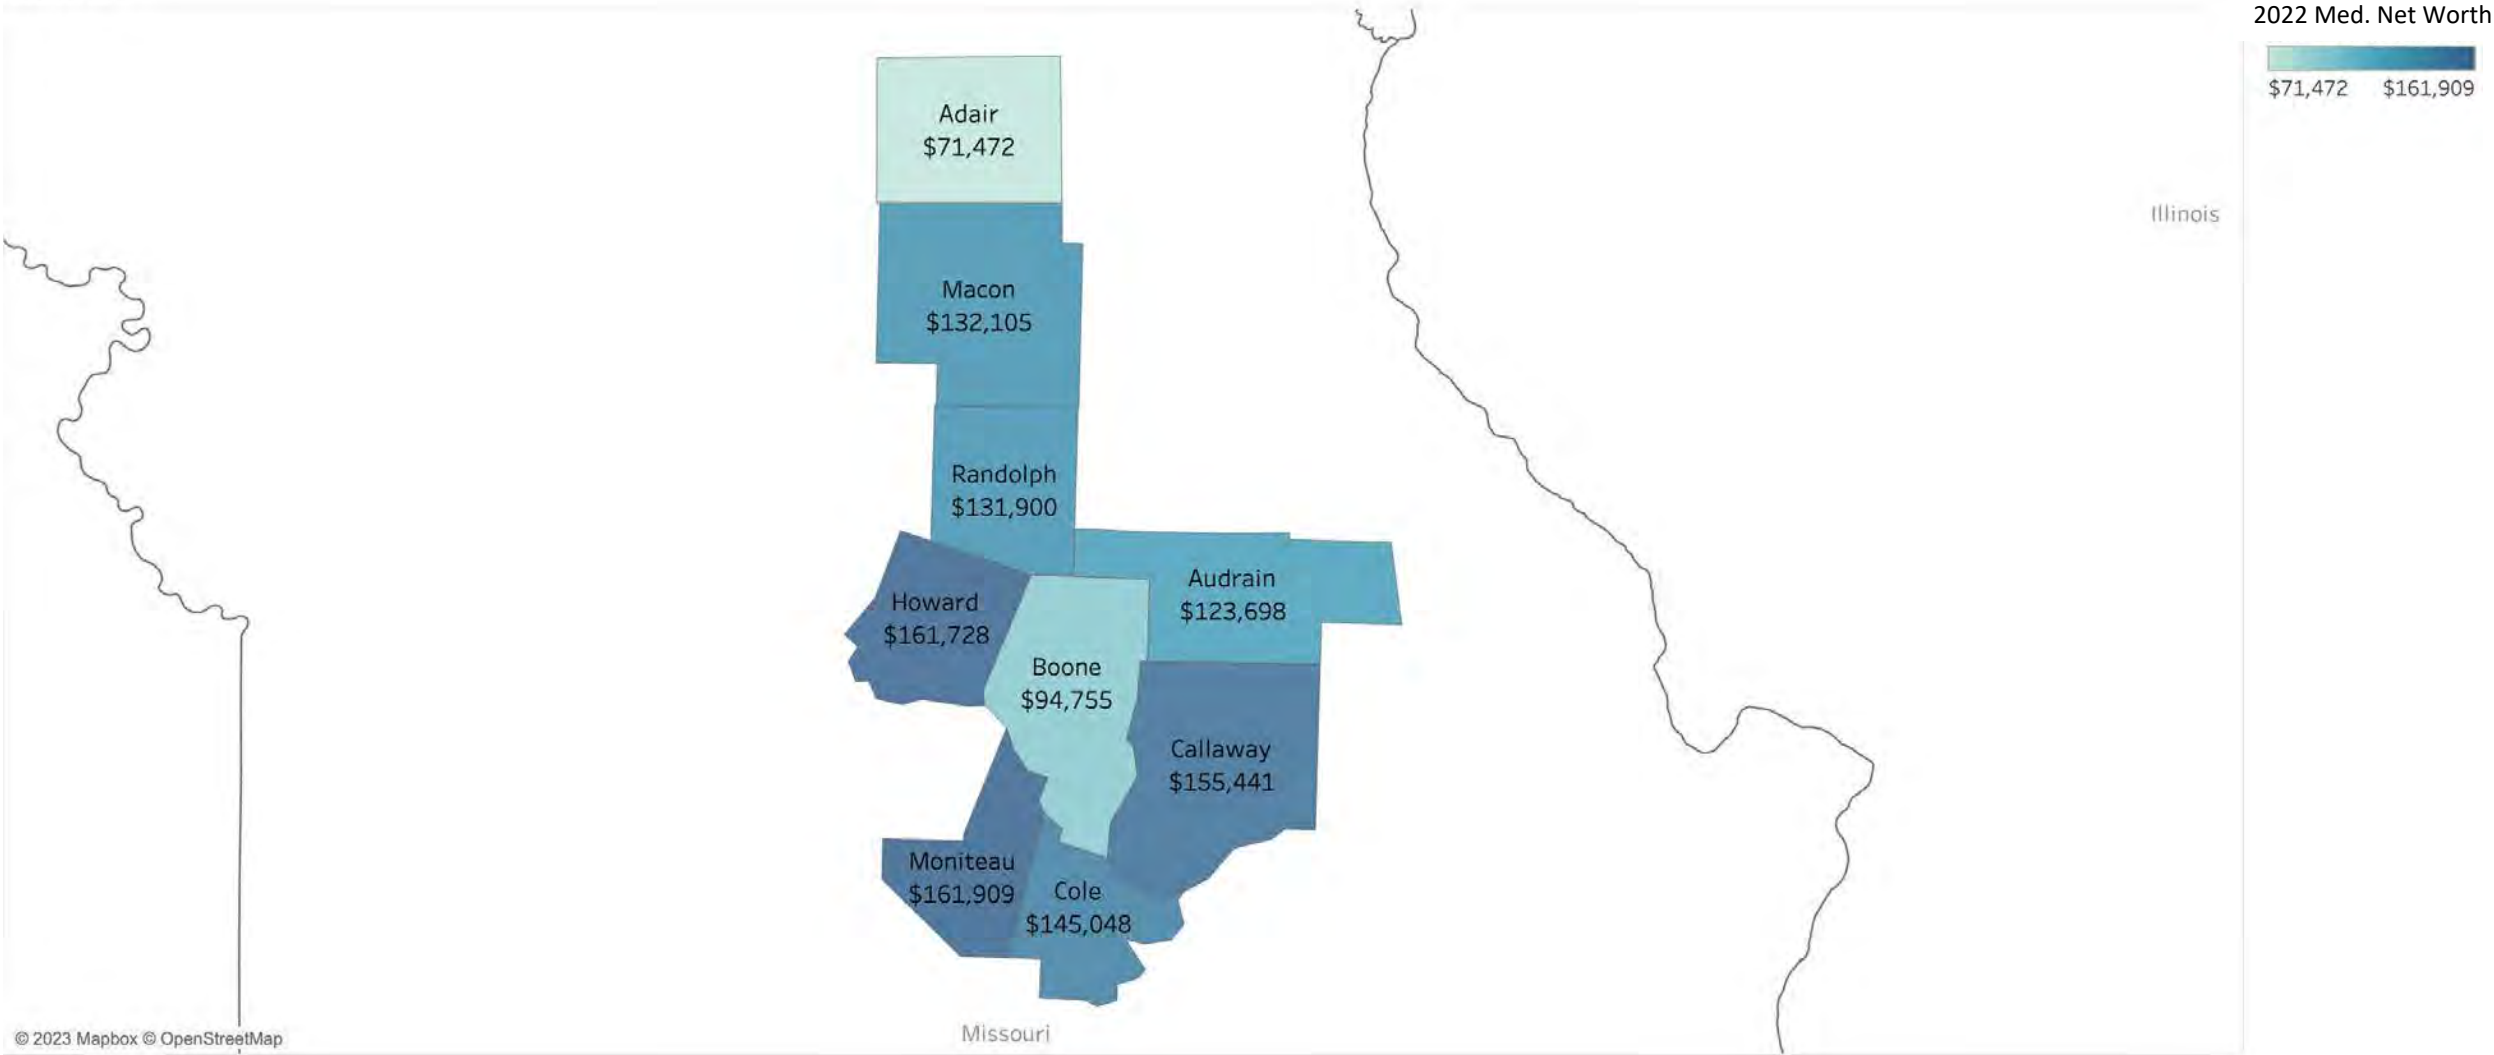 2022 Med. Net Worth
$71,472 $161,909
Adair
$71,472
Illinois
Macon
$132,105
Randolph
$131,900
Audrain
$123,698
Howard
$161,728
Boone
$94,755
Callaway
$155,441
Moniteau
$161,909
Cole
$145,048
Missouri
© 2023 Mapbox © OpenStreetMap